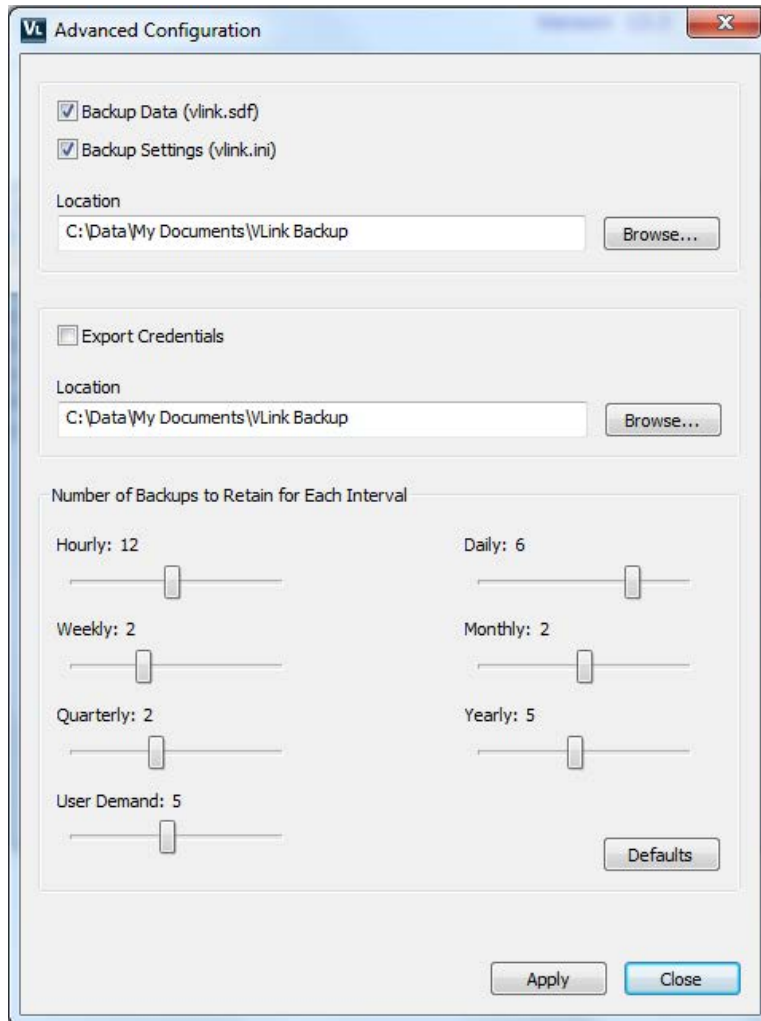 VL Advanced Configuration
Backup Data (vlink.sdf)
Backup Settings (vlink.ini)
Location
C:\Data\My Documents\VLink Backup
Browse...
Export Credentials
Location
C:\Data\My Documents\VLink Backup
Browse...
Number of Backups to Retain for Each Interval
Hourly: 12
Daily: 6
Weekly: 2
Monthly: 2
Quarterly: 2
Yearly: 5
User Demand: 5
Defaults
Apply
Close